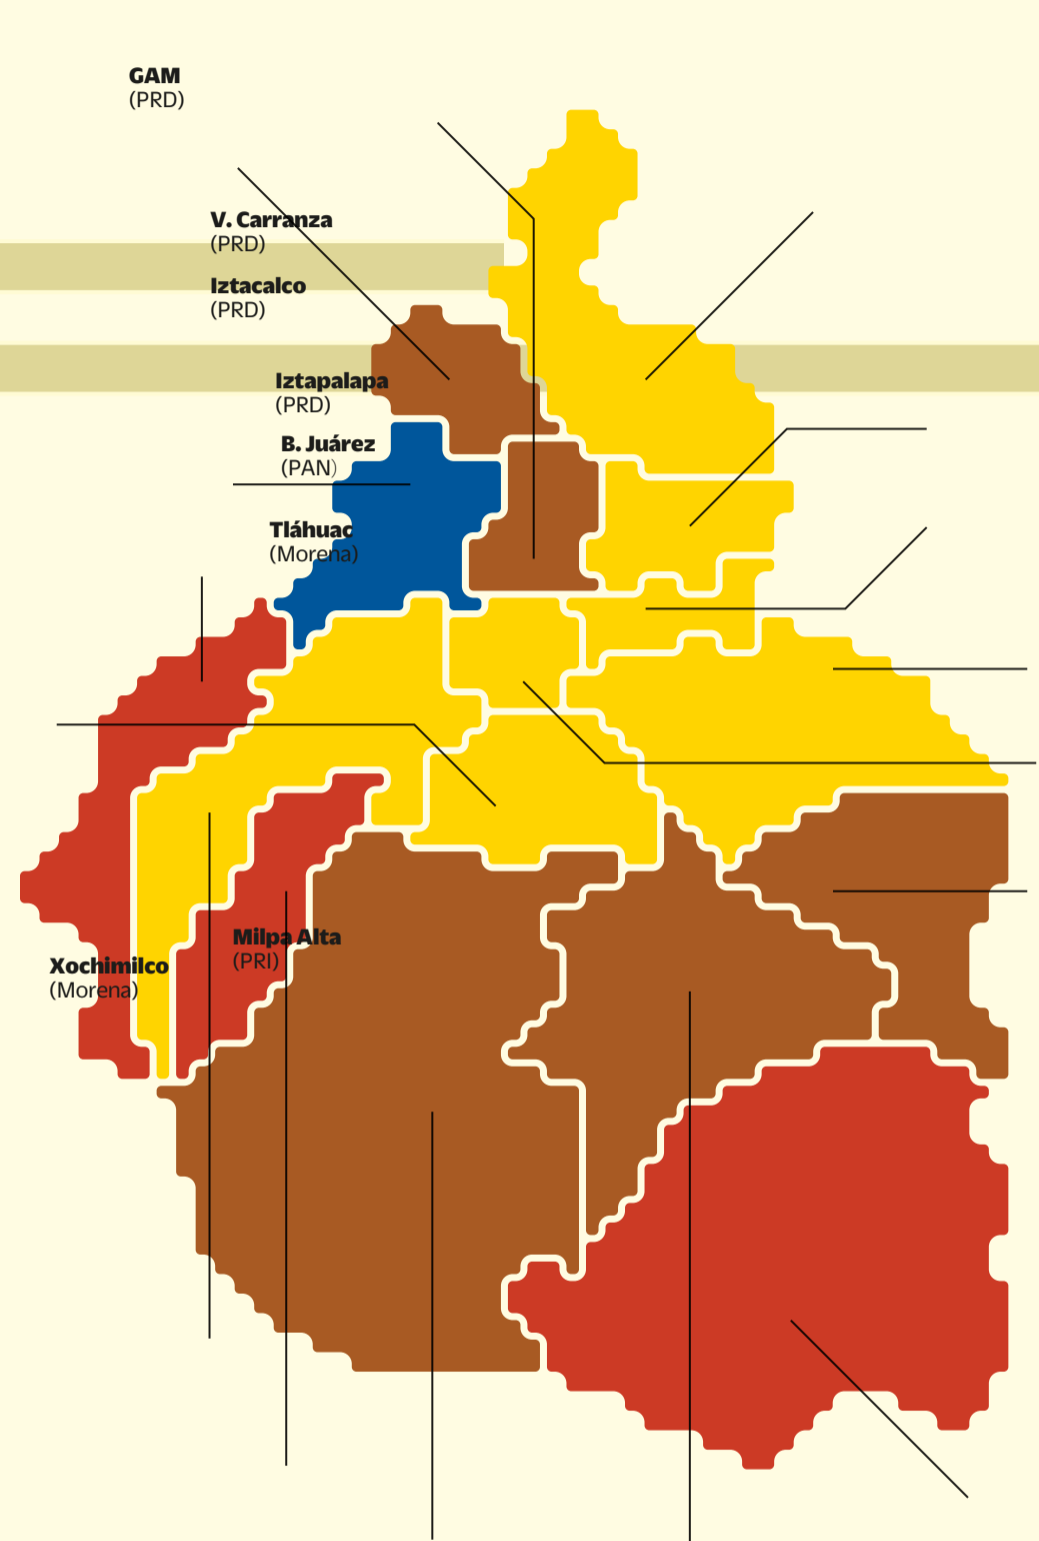 GAM
(PRD)
V. Carranza
(PRD)
Iztacalco
(PRD)
Iztapalapa
(PRD)
B. Juárez
(PAN)
Tláhuac
(Morena)
Milpa Alta
(PRI)
Xochimilco
(Morena)